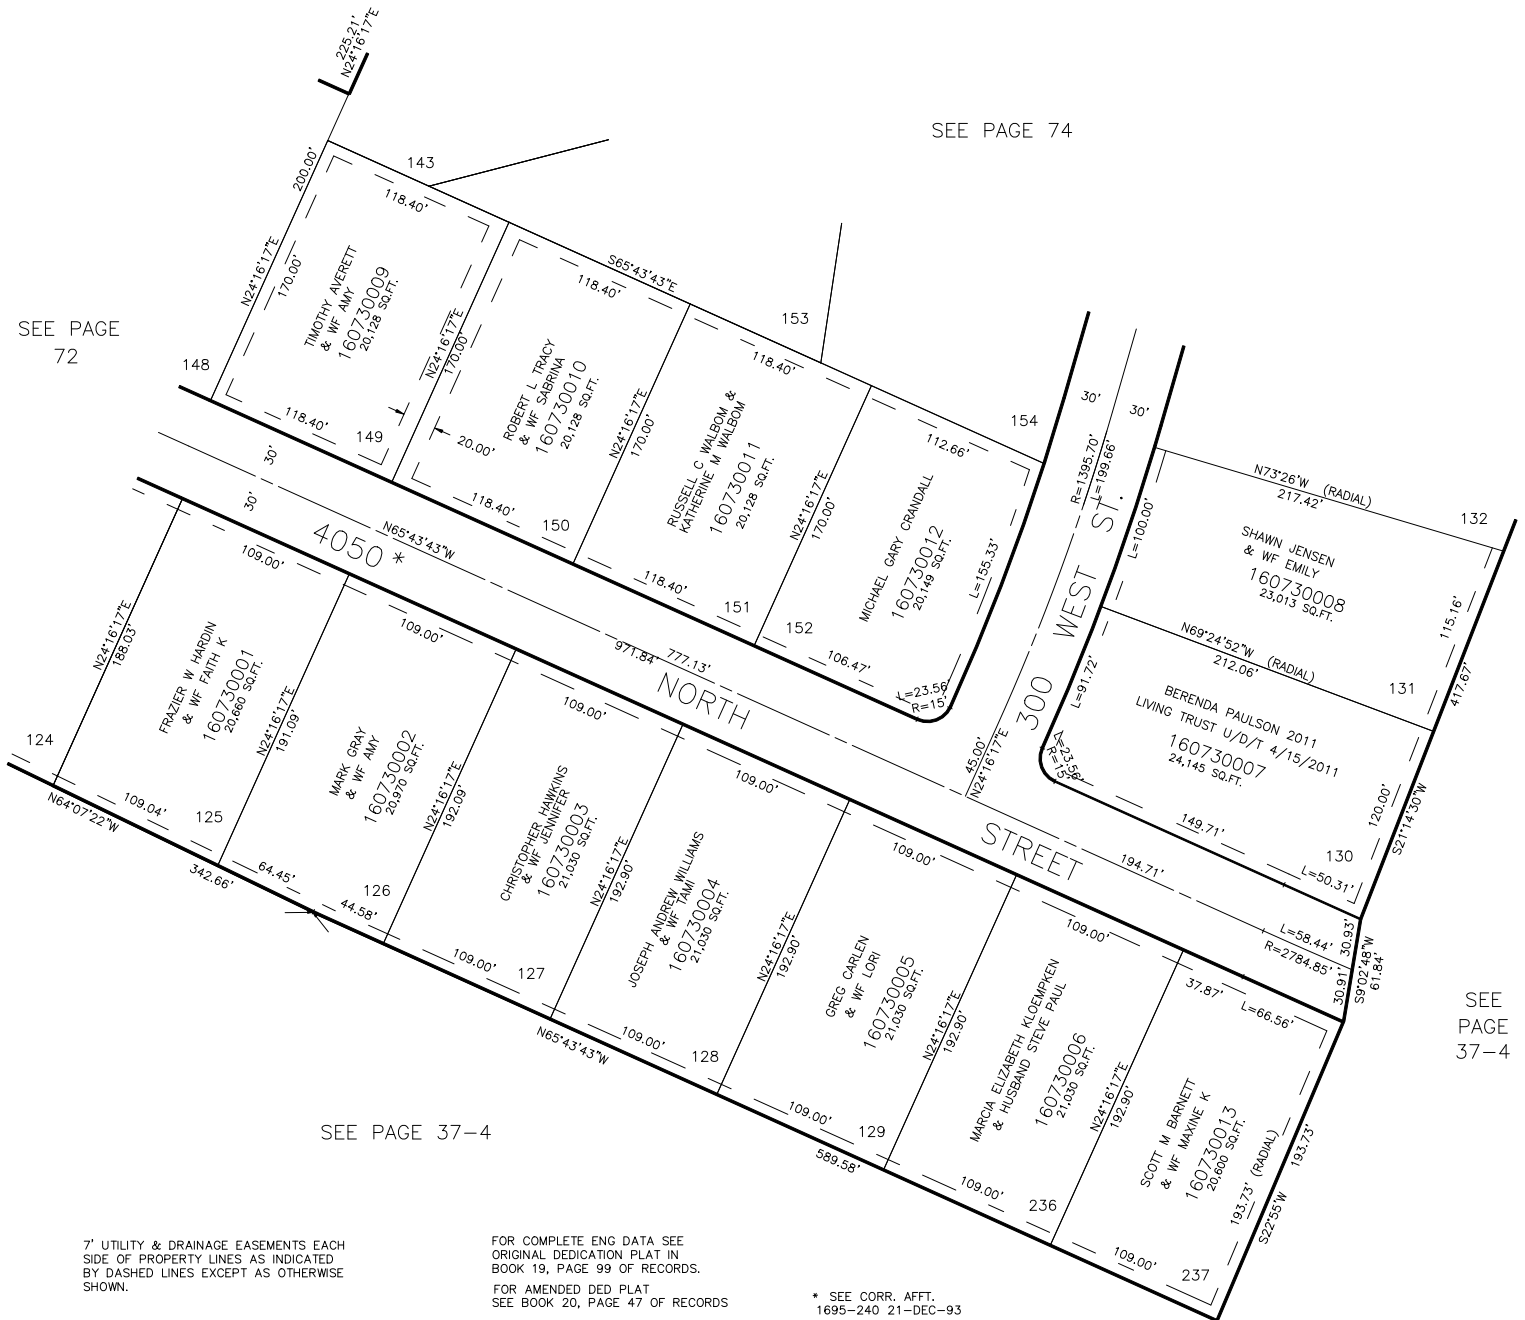 225.21'
N24°16'17"E
SEE PAGE 74
143
200.00'
118.40'
N24°16'17"E
170.00'
TIMOTHY AVERETT
& WF AMY
160730009
20,128 SQ.FT.
118.40'
148
149
SEE PAGE
72
S65°43'43"E
N24°16'17"E
170.00'
118.40'
ROBERT L TRACY
& WF SABRINA
160730010
20,128 SQ.FT.
20.00'
118.40'
150
153
N24°16'17"E
170.00'
118.40'
RUSSELL C WALBOM &
KATHERINE M WALBOM
160730011
20,128 SQ.FT.
118.40'
151
154
N24°16'17"E
170.00'
112.66'
MICHAEL GARY CRANDALL
160730012
20,149 SQ.FT.
L=155.33'
152
106.47'
L=23.56'
R=15'
30'
30'
R=1395.70'
L=199.66'
300 WEST ST.
45.00'
N24°16'17"E
N73°26'W (RADIAL)
217.42'
132
L=100.00'
SHAWN JENSEN
& WF EMILY
160730008
23,013 SQ.FT.
115.16'
N69°24'52"W (RADIAL)
212.06'
131
417.67'
L=91.72'
BERENDA PAULSON 2011
LIVING TRUST U/D/T 4/15/2011
160730007
24,145 SQ.FT.
L=23.56'
R=15'
120.00'
S21°14'30"W
149.71'
130
L=50.31'
30'
30'
4050 * NORTH STREET
N65°43'43"W
971.84'
777.13'
194.71'
L=58.44'
R=2784.85'
30.93'
30.91'
S9°02'48"W
61.84'
SEE
PAGE
37-4
109.00'
N24°16'17"E
188.03'
FRAZIER W HARDIN
& WF FAITH K
160730001
20,660 SQ.FT.
124
109.04'
125
N64°07'22"W
342.66'
109.00'
N24°16'17"E
191.09'
MARK GRAY
& WF AMY
160730002
20,970 SQ.FT.
64.45'
44.58'
126
109.00'
N24°16'17"E
192.09'
CHRISTOPHER HAWKINS
& WF JENNIFER
160730003
21,030 SQ.FT.
109.00'
127
109.00'
N24°16'17"E
192.90'
JOSEPH ANDREW WILLIAMS
& WF TAMI
160730004
21,030 SQ.FT.
109.00'
128
N65°43'43"W
109.00'
N24°16'17"E
192.90'
GREG CARLEN
& WF LORI
160730005
21,030 SQ.FT.
109.00'
129
589.58'
109.00'
N24°16'17"E
192.90'
MARCIA ELIZABETH KLOEMPKEN
& HUSBAND STEVE PAUL
160730006
21,030 SQ.FT.
109.00'
236
37.87'
L=66.56'
N24°16'17"E
192.90'
SCOTT M BARNETT
& WF MAXINE K
160730013
20,600 SQ.FT.
193.73' (RADIAL)
193.73'
S22°55'W
109.00'
237
SEE PAGE 37-4
7' UTILITY & DRAINAGE EASEMENTS EACH
SIDE OF PROPERTY LINES AS INDICATED
BY DASHED LINES EXCEPT AS OTHERWISE
SHOWN.
FOR COMPLETE ENG DATA SEE
ORIGINAL DEDICATION PLAT IN
BOOK 19, PAGE 99 OF RECORDS.
FOR AMENDED DED PLAT
SEE BOOK 20, PAGE 47 OF RECORDS
* SEE CORR. AFFT.
1695-240 21-DEC-93